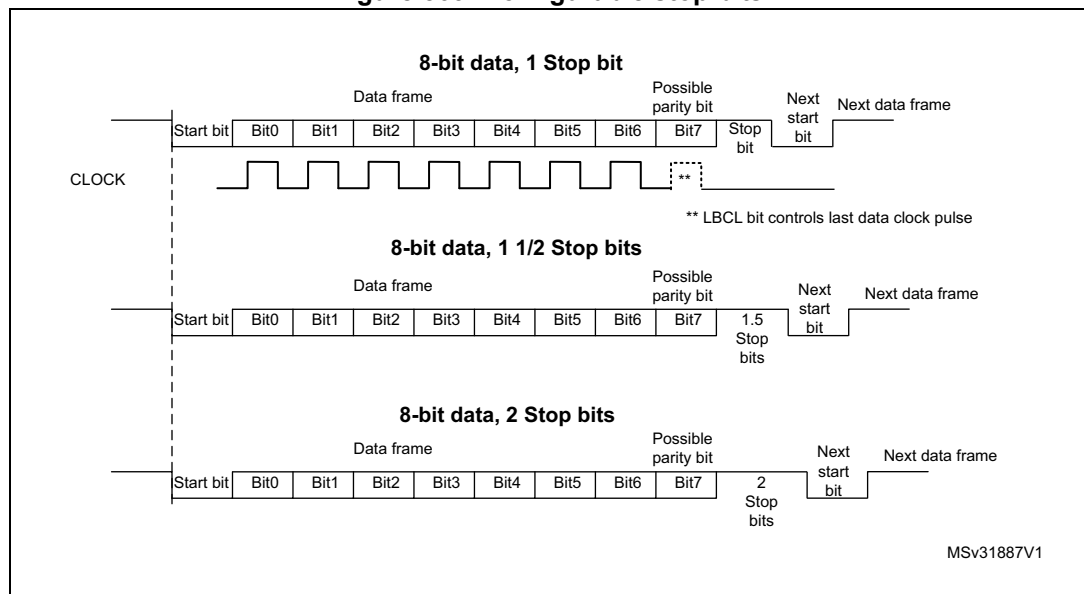 8-bit data, 1 Stop bit
Data frame
Possible
parity bit
Next
start
bit
Next data frame
Start bit Bit0 Bit1 Bit2 Bit3 Bit4 Bit5 Bit6 Bit7 Stop
bit
CLOCK
**
** LBCL bit controls last data clock pulse
8-bit data, 1 1/2 Stop bits
Data frame
Possible
parity bit
Next
start
bit
Next data frame
Start bit Bit0 Bit1 Bit2 Bit3 Bit4 Bit5 Bit6 Bit7 1.5
Stop
bits
8-bit data, 2 Stop bits
Data frame
Possible
parity bit
Next
start
bit
Next data frame
Start bit Bit0 Bit1 Bit2 Bit3 Bit4 Bit5 Bit6 Bit7 2
Stop
bits
MSv31887V1